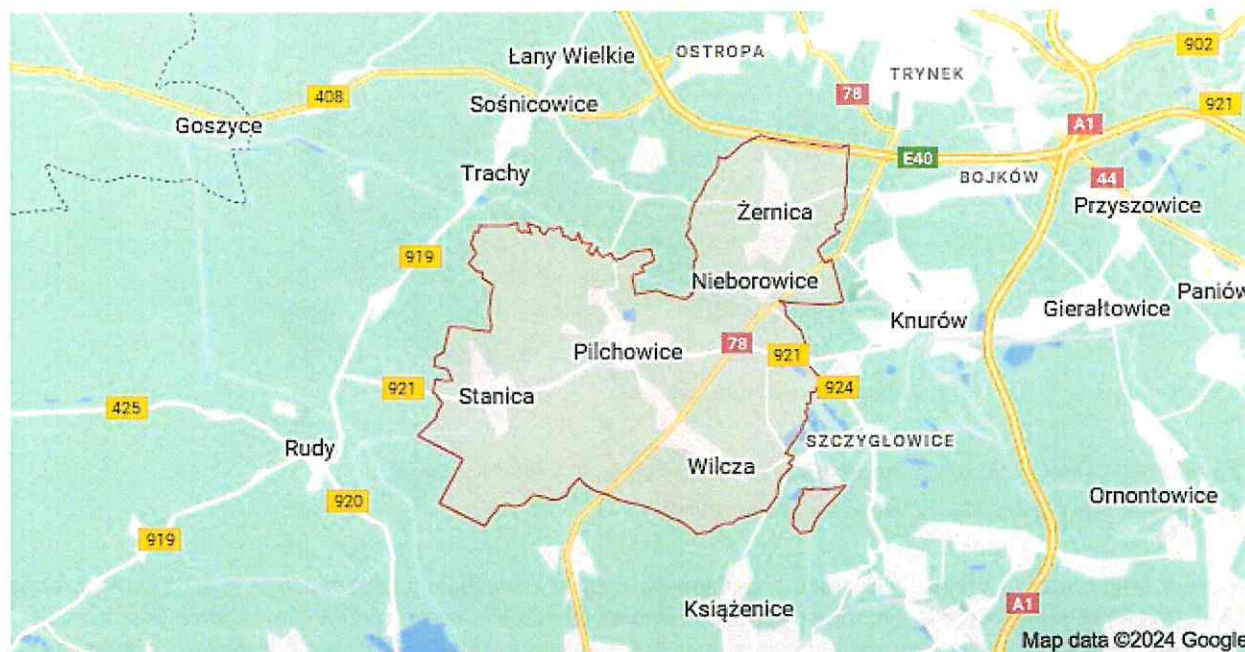 902
Łany Wielkie
OSTROPA
TRYNEK
78
408
Sośnicowice
921
Goszyce
A1
E40
Trachy
BOJKÓW
44
Przyszowice
Żernica
919
Nieborowice
Paniów
Gierałtowice
Knurów
Pilchowice
78
921
921
924
Stanica
425
Rudy
SZCZYGŁOWICE
Wilcza
920
Ornontowice
919
Książenice
A1
Map data ©2024 Google